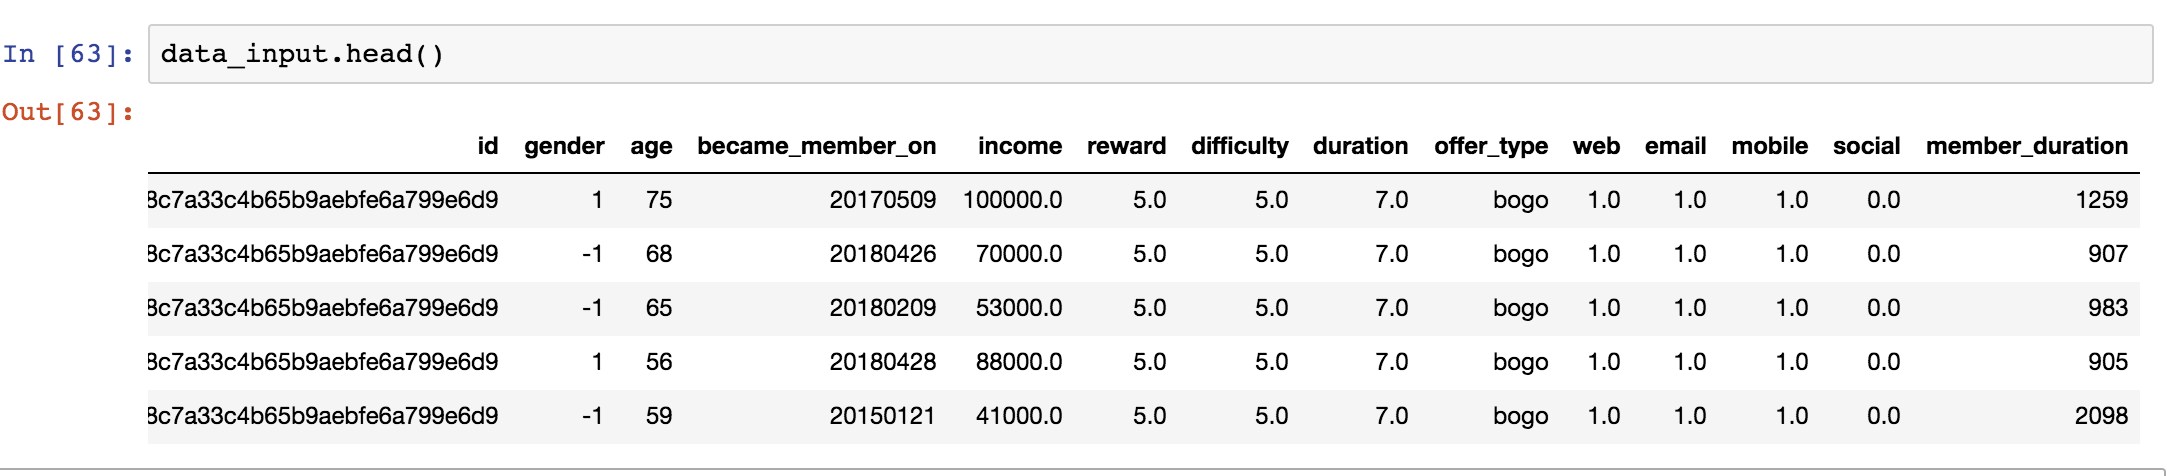 In [63]: data_input.head()
Out[63]:
id gender age became_member_on income reward difficulty duration offer_type web email mobile social member_duration
8c7a33c4b65b9aebfe6a799e6d9 1 75 20170509 100000.0 5.0 5.0 7.0 bogo 1.0 1.0 1.0 0.0 1259
8c7a33c4b65b9aebfe6a799e6d9 -1 68 20180426 70000.0 5.0 5.0 7.0 bogo 1.0 1.0 1.0 0.0 907
8c7a33c4b65b9aebfe6a799e6d9 -1 65 20180209 53000.0 5.0 5.0 7.0 bogo 1.0 1.0 1.0 0.0 983
8c7a33c4b65b9aebfe6a799e6d9 1 56 20180428 88000.0 5.0 5.0 7.0 bogo 1.0 1.0 1.0 0.0 905
8c7a33c4b65b9aebfe6a799e6d9 -1 59 20150121 41000.0 5.0 5.0 7.0 bogo 1.0 1.0 1.0 0.0 2098